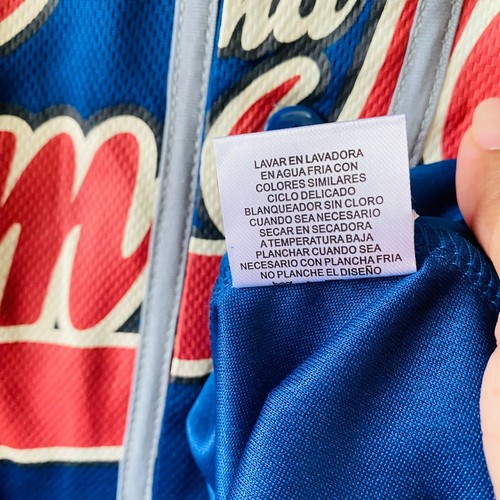 LAVAR EN LAVADORA
EN AGUA FRIA CON
COLORES SIMILARES
CICLO DELICADO
BLANQUEADOR SIN CLORO
CUANDO SEA NECESARIO
SECAR EN SECADORA
A TEMPERATURA BAJA
PLANCHAR CUANDO SEA
NECESARIO CON PLANCHA FRIA
NO PLANCHE EL DISEÑO